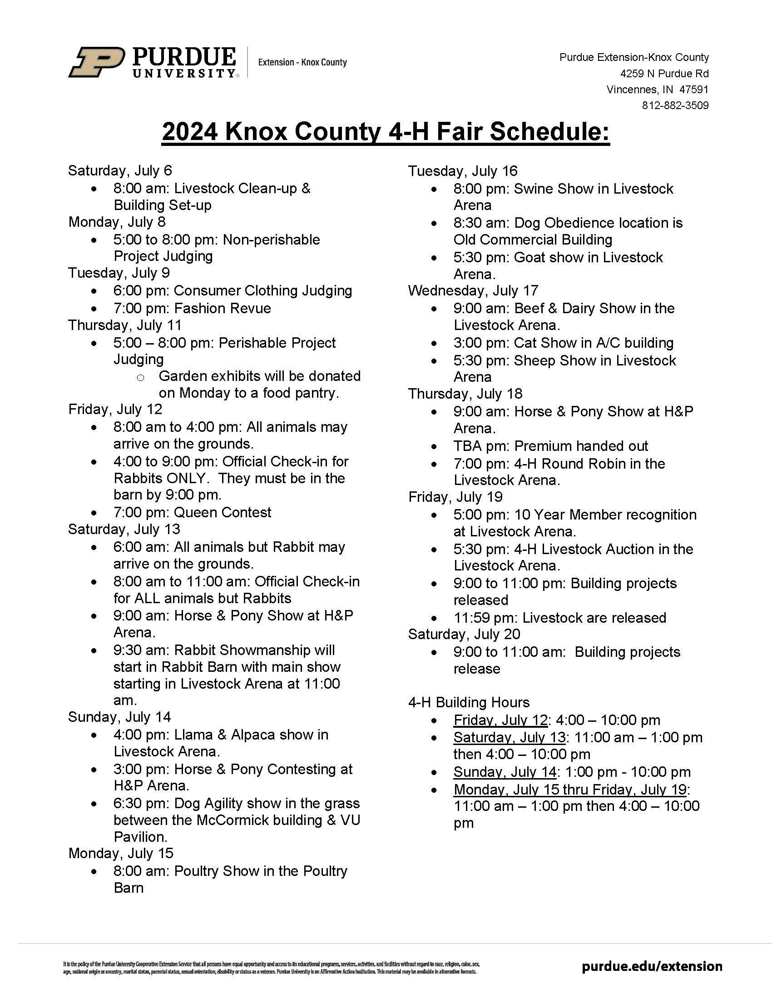 PURDUE
UNIVERSITY®
Extension - Knox County
Purdue Extension-Knox County
4259 N Purdue Rd
Vincennes, IN  47591
812-882-3509
2024 Knox County 4-H Fair Schedule:
Saturday, July 6
• 8:00 am: Livestock Clean-up &
Building Set-up
Monday, July 8
• 5:00 to 8:00 pm: Non-perishable
Project Judging
Tuesday, July 9
• 6:00 pm: Consumer Clothing Judging
• 7:00 pm: Fashion Revue
Thursday, July 11
• 5:00 – 8:00 pm: Perishable Project
Judging
o Garden exhibits will be donated
on Monday to a food pantry.
Friday, July 12
• 8:00 am to 4:00 pm: All animals may
arrive on the grounds.
• 4:00 to 9:00 pm: Official Check-in for
Rabbits ONLY.  They must be in the
barn by 9:00 pm.
• 7:00 pm: Queen Contest
Saturday, July 13
• 6:00 am: All animals but Rabbit may
arrive on the grounds.
• 8:00 am to 11:00 am: Official Check-in
for ALL animals but Rabbits
• 9:00 am: Horse & Pony Show at H&P
Arena.
• 9:30 am: Rabbit Showmanship will
start in Rabbit Barn with main show
starting in Livestock Arena at 11:00
am.
Sunday, July 14
• 4:00 pm: Llama & Alpaca show in
Livestock Arena.
• 3:00 pm: Horse & Pony Contesting at
H&P Arena.
• 6:30 pm: Dog Agility show in the grass
between the McCormick building & VU
Pavilion.
Monday, July 15
• 8:00 am: Poultry Show in the Poultry
Barn
Tuesday, July 16
• 8:00 pm: Swine Show in Livestock
Arena
• 8:30 am: Dog Obedience location is
Old Commercial Building
• 5:30 pm: Goat show in Livestock
Arena.
Wednesday, July 17
• 9:00 am: Beef & Dairy Show in the
Livestock Arena.
• 3:00 pm: Cat Show in A/C building
• 5:30 pm: Sheep Show in Livestock
Arena
Thursday, July 18
• 9:00 am: Horse & Pony Show at H&P
Arena.
• TBA pm: Premium handed out
• 7:00 pm: 4-H Round Robin in the
Livestock Arena.
Friday, July 19
• 5:00 pm: 10 Year Member recognition
at Livestock Arena.
• 5:30 pm: 4-H Livestock Auction in the
Livestock Arena.
• 9:00 to 11:00 pm: Building projects
released
• 11:59 pm: Livestock are released
Saturday, July 20
• 9:00 to 11:00 am:  Building projects
release
4-H Building Hours
• Friday, July 12: 4:00 – 10:00 pm
• Saturday, July 13: 11:00 am – 1:00 pm
then 4:00 – 10:00 pm
• Sunday, July 14: 1:00 pm - 10:00 pm
• Monday, July 15 thru Friday, July 19:
11:00 am – 1:00 pm then 4:00 – 10:00
pm
It is the policy of the Purdue University Cooperative Extension Service that all persons have equal opportunity and access to its educational programs, services, activities, and facilities without regard to race, religion, color, sex,
age, national origin or ancestry, marital status, parental status, sexual orientation, disability or status as a veteran. Purdue University is an Affirmative Action Institution. This material may be available in alternative formats.
purdue.edu/extension